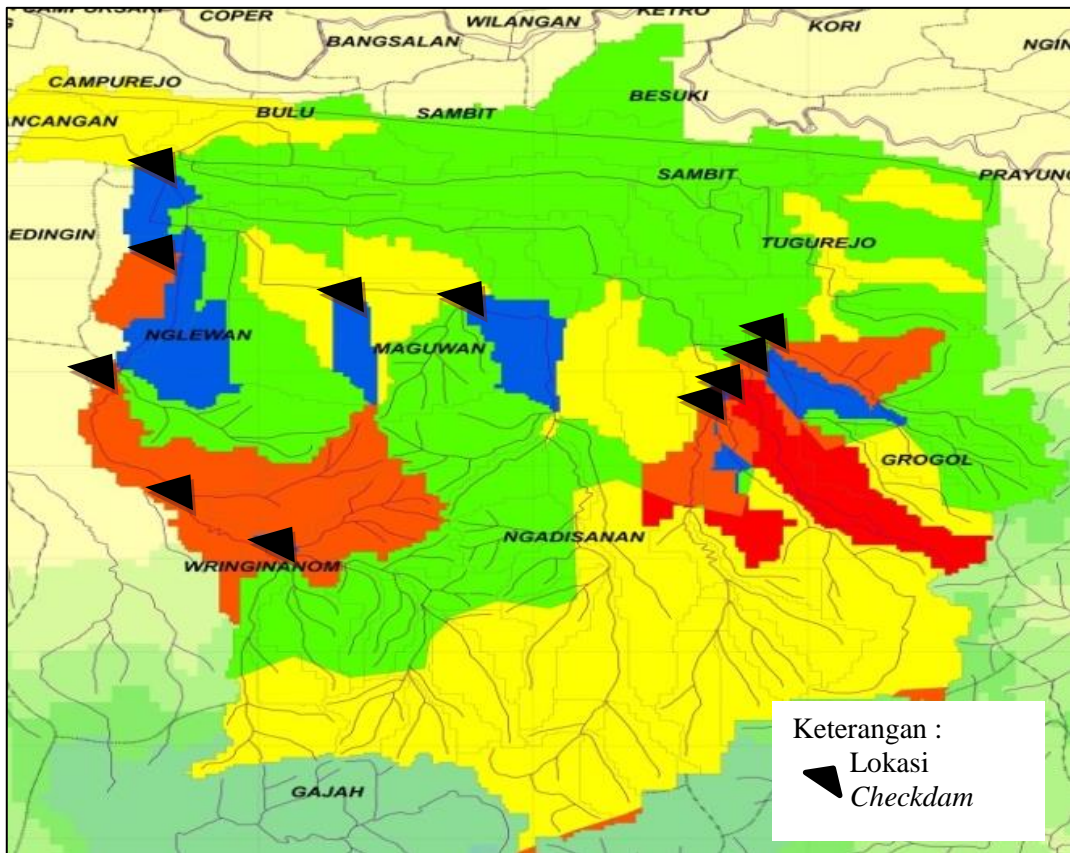 COPER
WILANGAN
KETRO
KORI
BANGSALAN
CAMPUREJO
BULU
SAMBIT
BESUKI
ANCANGAN
SAMBIT
PRAYUNG
EDINGIN
TUGUREJO
NGLEWAN
MAGUWAN
GROGOL
NGADISANAN
WRINGINANOM
GAJAH
Keterangan :
Lokasi
Checkdam